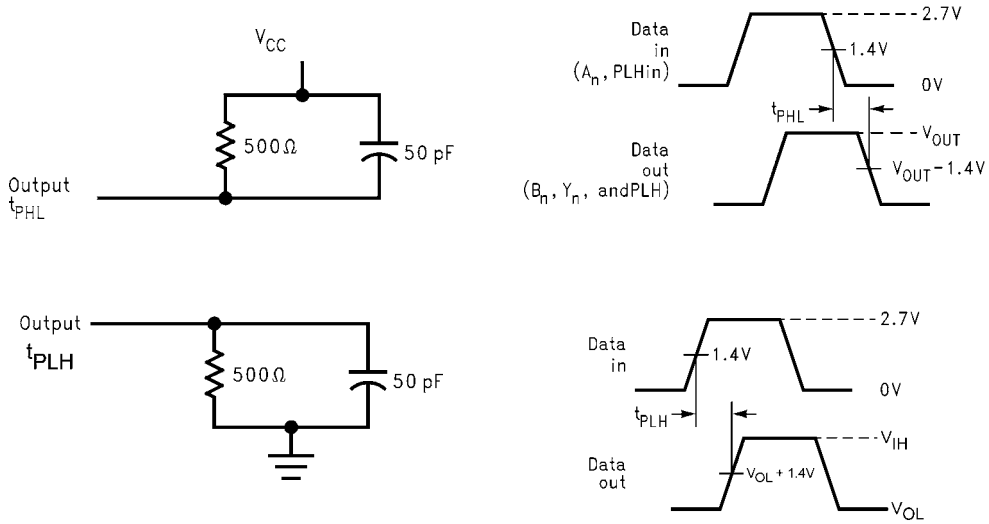 V_CC
500Ω
50 pF
Output
t_PHL
Data
in
(A_n, PLHin)
2.7V
1.4V
0V
t_PHL
Data
out
(B_n, Y_n, andPLH)
V_OUT
V_OUT-1.4V
Output
t_PLH
500Ω
50 pF
Data
in
2.7V
1.4V
0V
t_PLH
Data
out
V_IH
V_OL + 1.4V
V_OL